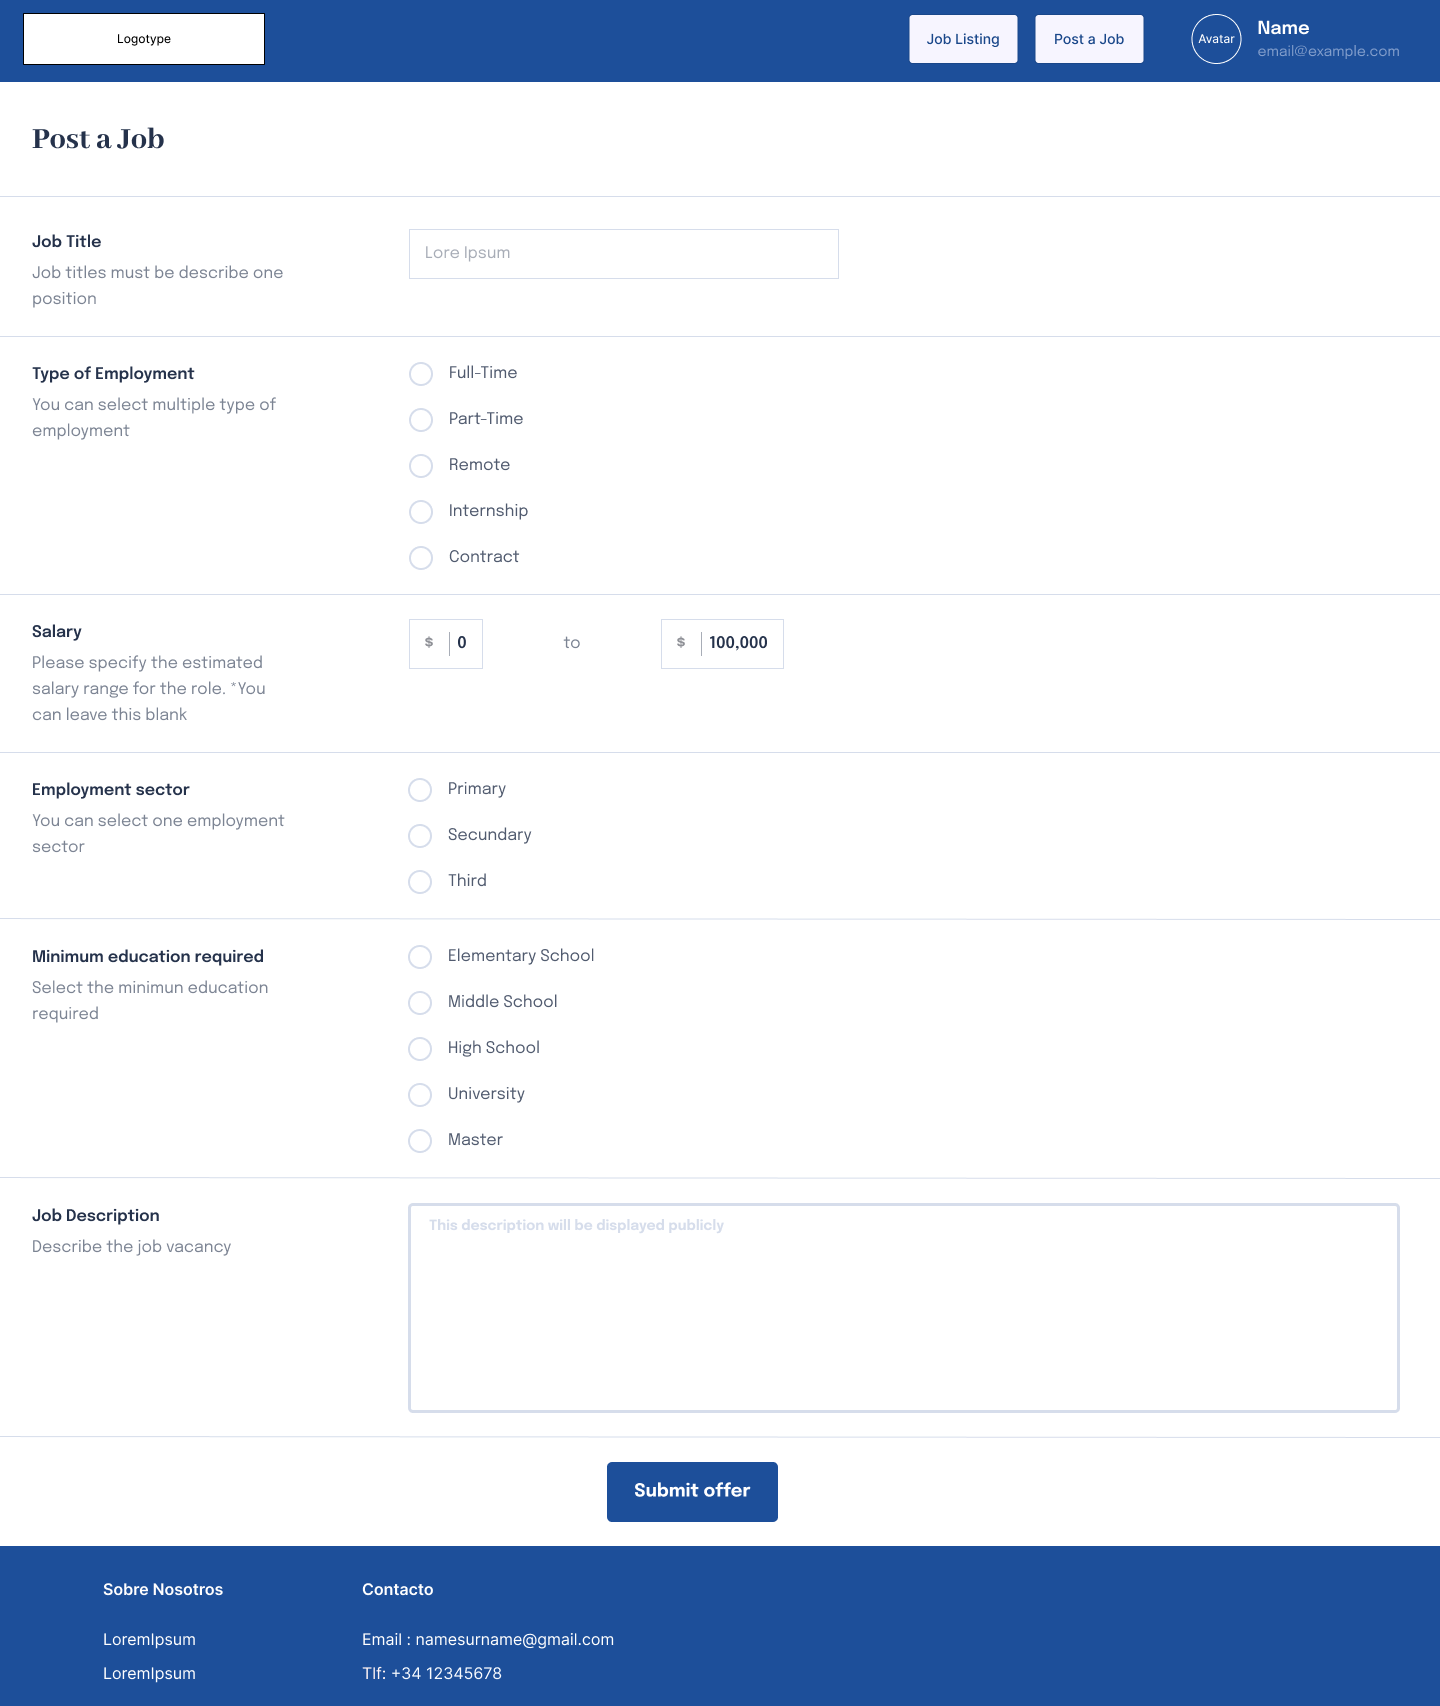 Logotype
Job Listing
Post a Job
Avatar
Name
email@example.com
Post a Job
Job Title
Job titles must be describe one
position
Lore Ipsum
Type of Employment
You can select multiple type of
employment
Full-Time
Part-Time
Remote
Internship
Contract
Salary
Please specify the estimated
salary range for the role. *You
can leave this blank
$ 0 to $ 100,000
Employment sector
You can select one employment
sector
Primary
Secundary
Third
Minimum education required
Select the minimun education
required
Elementary School
Middle School
High School
University
Master
Job Description
Describe the job vacancy
This description will be displayed publicly
Submit offer
Sobre Nosotros
LoremIpsum
LoremIpsum
Contacto
Email : namesurname@gmail.com
Tlf: +34 12345678